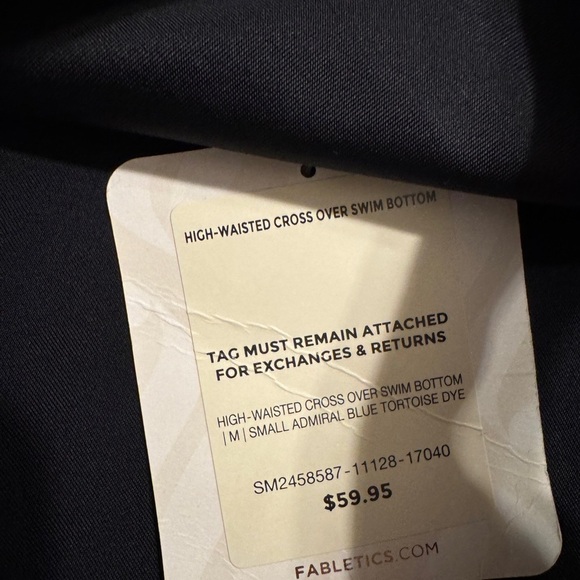 HIGH-WAISTED CROSS OVER SWIM BOTTOM
TAG MUST REMAIN ATTACHED
FOR EXCHANGES & RETURNS
HIGH-WAISTED CROSS OVER SWIM BOTTOM
| M | SMALL ADMIRAL BLUE TORTOISE DYE
SM2458587-11128-17040
$59.95
FABLETICS.COM